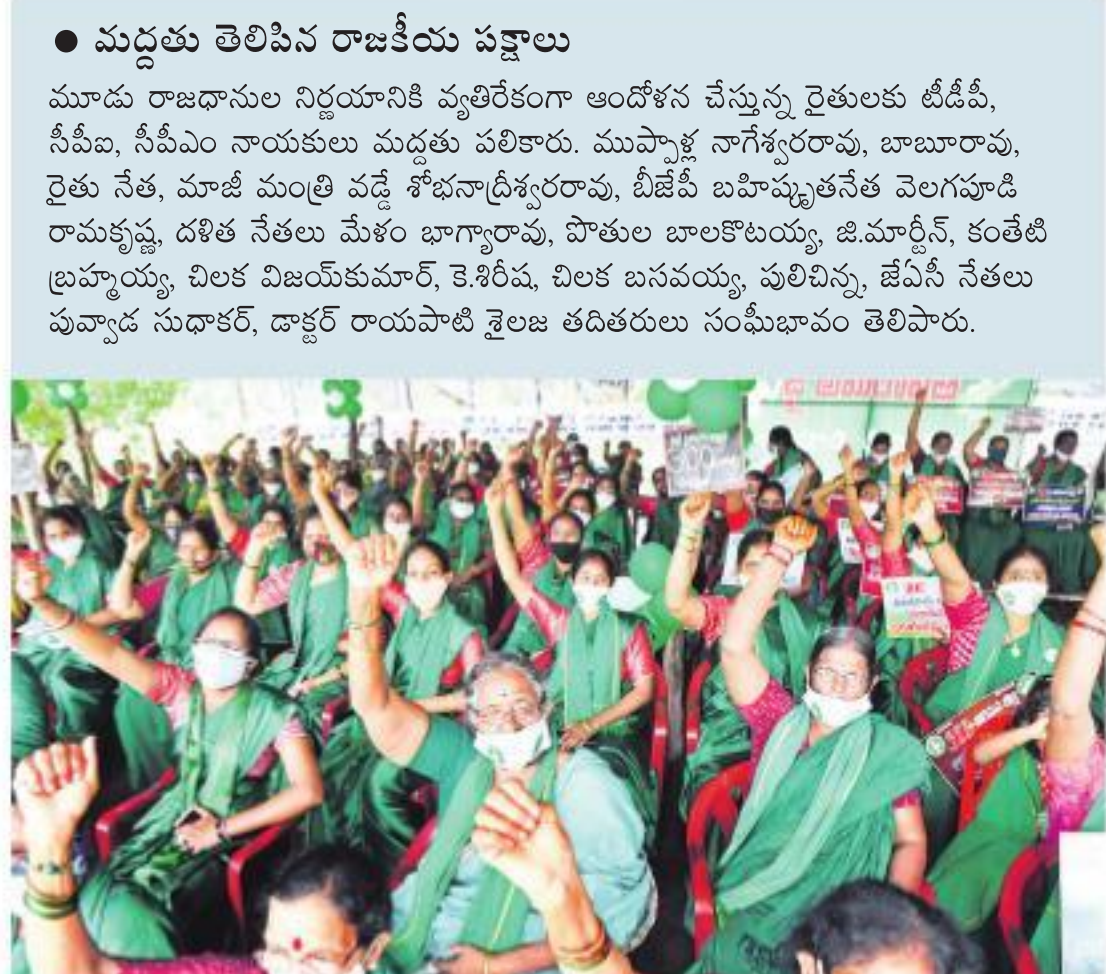 ● మద్దతు తెలిపిన రాజకీయ పక్షాలు
మూడు రాజధానుల నిర్ణయానికి వ్యతిరేకంగా ఆందోళన చేస్తున్న రైతులకు టీడీపీ,
సీపీఐ, సీపీఎం నాయకులు మద్దతు పలికారు. ముప్పాళ్ల నాగేశ్వరరావు, బాబూరావు,
రైతు నేత, మాజీ మంత్రి వడ్డే శోభనాద్రీశ్వరరావు, బీజేపీ బహిష్కృతనేత వెలగపూడి
రామకృష్ణ, దళిత నేతలు మేళం భాగ్యారావు, పొతుల బాలకొటయ్య, జి.మార్టీన్, కంతేటి
బ్రహ్మయ్య, చిలక విజయ్‌కుమార్, కె.శిరీష, చిలక బసవయ్య, పులిచిన్న, జేఏసీ నేతలు
పువ్వాడ సుధాకర్, డాక్టర్ రాయపాటి శైలజ తదితరులు సంఘీభావం తెలిపారు.
300